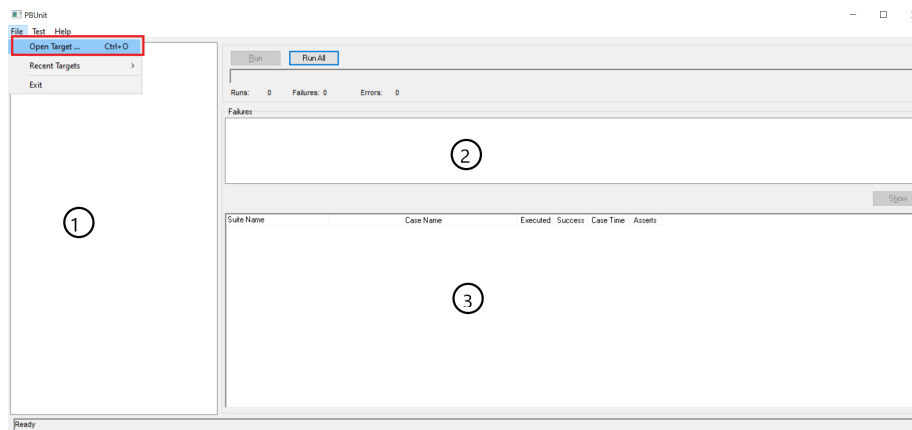 PBUnit
File Test Help
Open Target ... Ctrl+O
Recent Targets >
Exit
Run Run All
Runs: 0 Failures: 0 Errors: 0
Failures
2
Show
1
Suite Name Case Name Executed Success Case Time Asserts
3
Ready